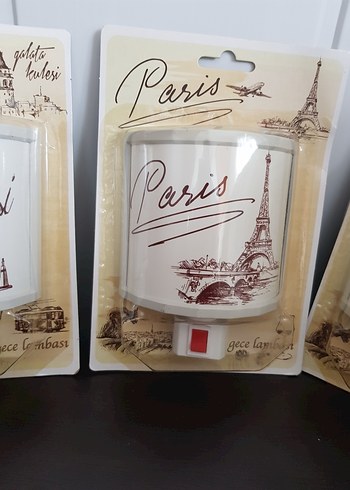 galata
kulesi
Paris
Paris
gece lambası
gece lambası